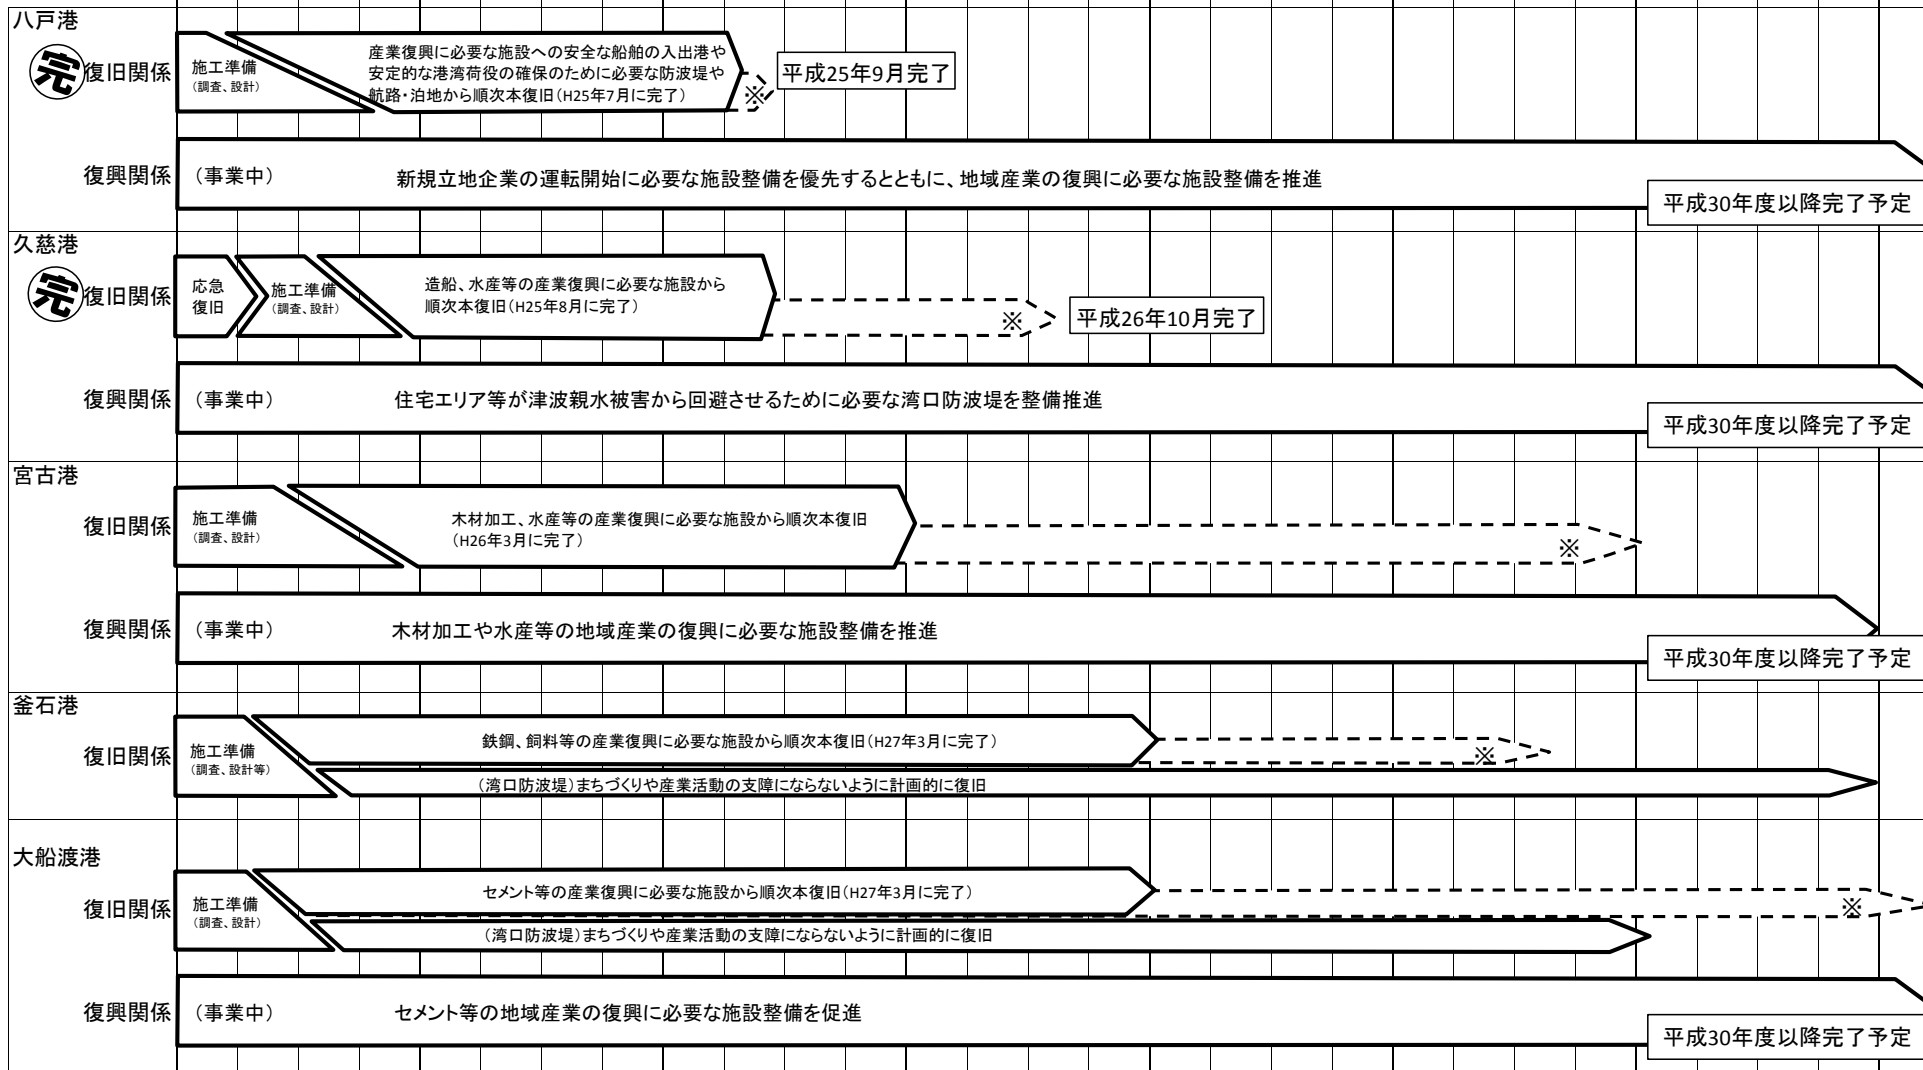 八戸港
完
復旧関係
施工準備
（調査、設計）
産業復興に必要な施設への安全な船舶の入出港や
安定的な港湾荷役の確保のために必要な防波堤や
航路・泊地から順次本復旧（H25年7月に完了）
※
平成25年9月完了
復興関係
（事業中）
新規立地企業の運転開始に必要な施設整備を優先するとともに、地域産業の復興に必要な施設整備を推進
平成30年度以降完了予定
久慈港
完
復旧関係
応急
復旧
施工準備
（調査、設計）
造船、水産等の産業復興に必要な施設から
順次本復旧（H25年8月に完了）
※
平成26年10月完了
復興関係
（事業中）
住宅エリア等が津波親水被害から回避させるために必要な湾口防波堤を整備推進
平成30年度以降完了予定
宮古港
復旧関係
施工準備
（調査、設計）
木材加工、水産等の産業復興に必要な施設から順次本復旧
（H26年3月に完了）
※
復興関係
（事業中）
木材加工や水産等の地域産業の復興に必要な施設整備を推進
平成30年度以降完了予定
釜石港
復旧関係
施工準備
（調査、設計等）
鉄鋼、飼料等の産業復興に必要な施設から順次本復旧（H27年3月に完了）
※
（湾口防波堤）まちづくりや産業活動の支障にならないように計画的に復旧
大船渡港
復旧関係
施工準備
（調査、設計）
セメント等の産業復興に必要な施設から順次本復旧（H27年3月に完了）
※
（湾口防波堤）まちづくりや産業活動の支障にならないように計画的に復旧
復興関係
（事業中）
セメント等の地域産業の復興に必要な施設整備を促進
平成30年度以降完了予定